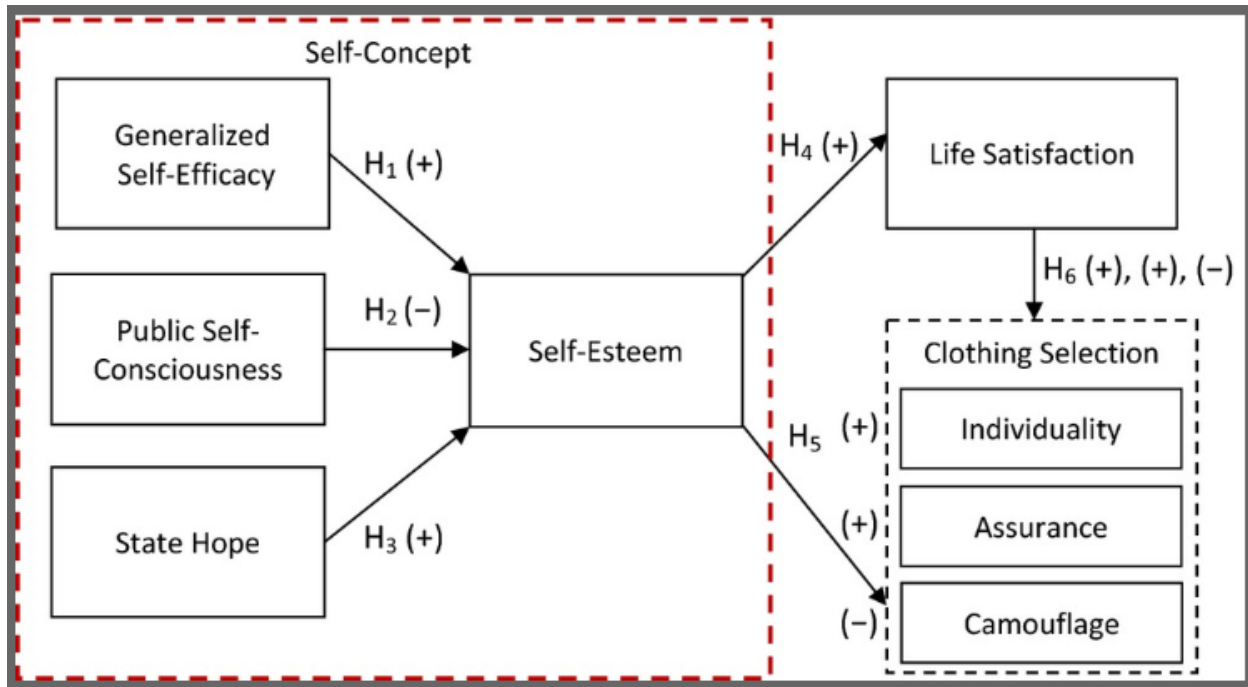 Self-Concept
Generalized
Self-Efficacy
H₁ (+)
Public Self-
Consciousness
H₂ (−)
State Hope
H₃ (+)
Self-Esteem
H₄ (+)
Life Satisfaction
H₆ (+), (+), (−)
H₅
Clothing Selection
(+)
Individuality
(+)
Assurance
(−)
Camouflage